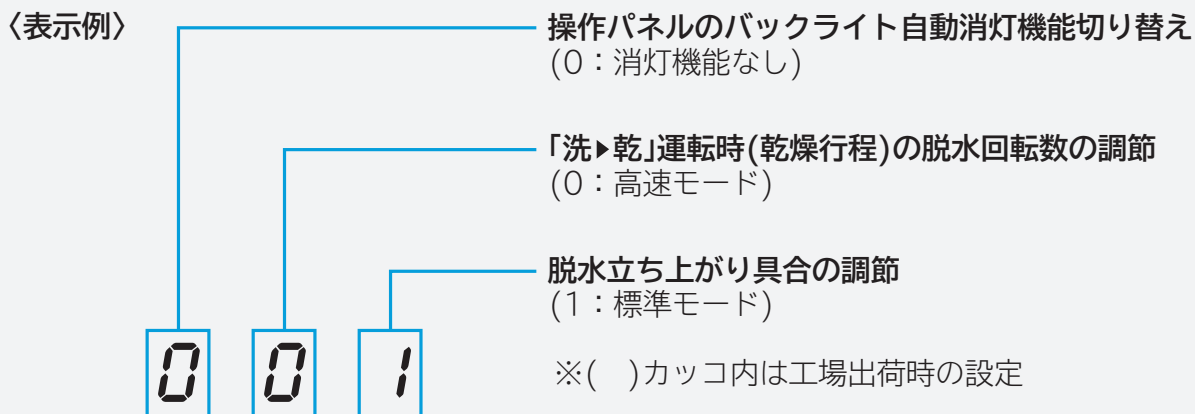 〈表示例〉
操作パネルのバックライト自動消灯機能切り替え
(0：消灯機能なし)
「洗▶乾」運転時(乾燥行程)の脱水回転数の調節
(0：高速モード)
脱水立ち上がり具合の調節
(1：標準モード)
※(　)カッコ内は工場出荷時の設定
0 0 1